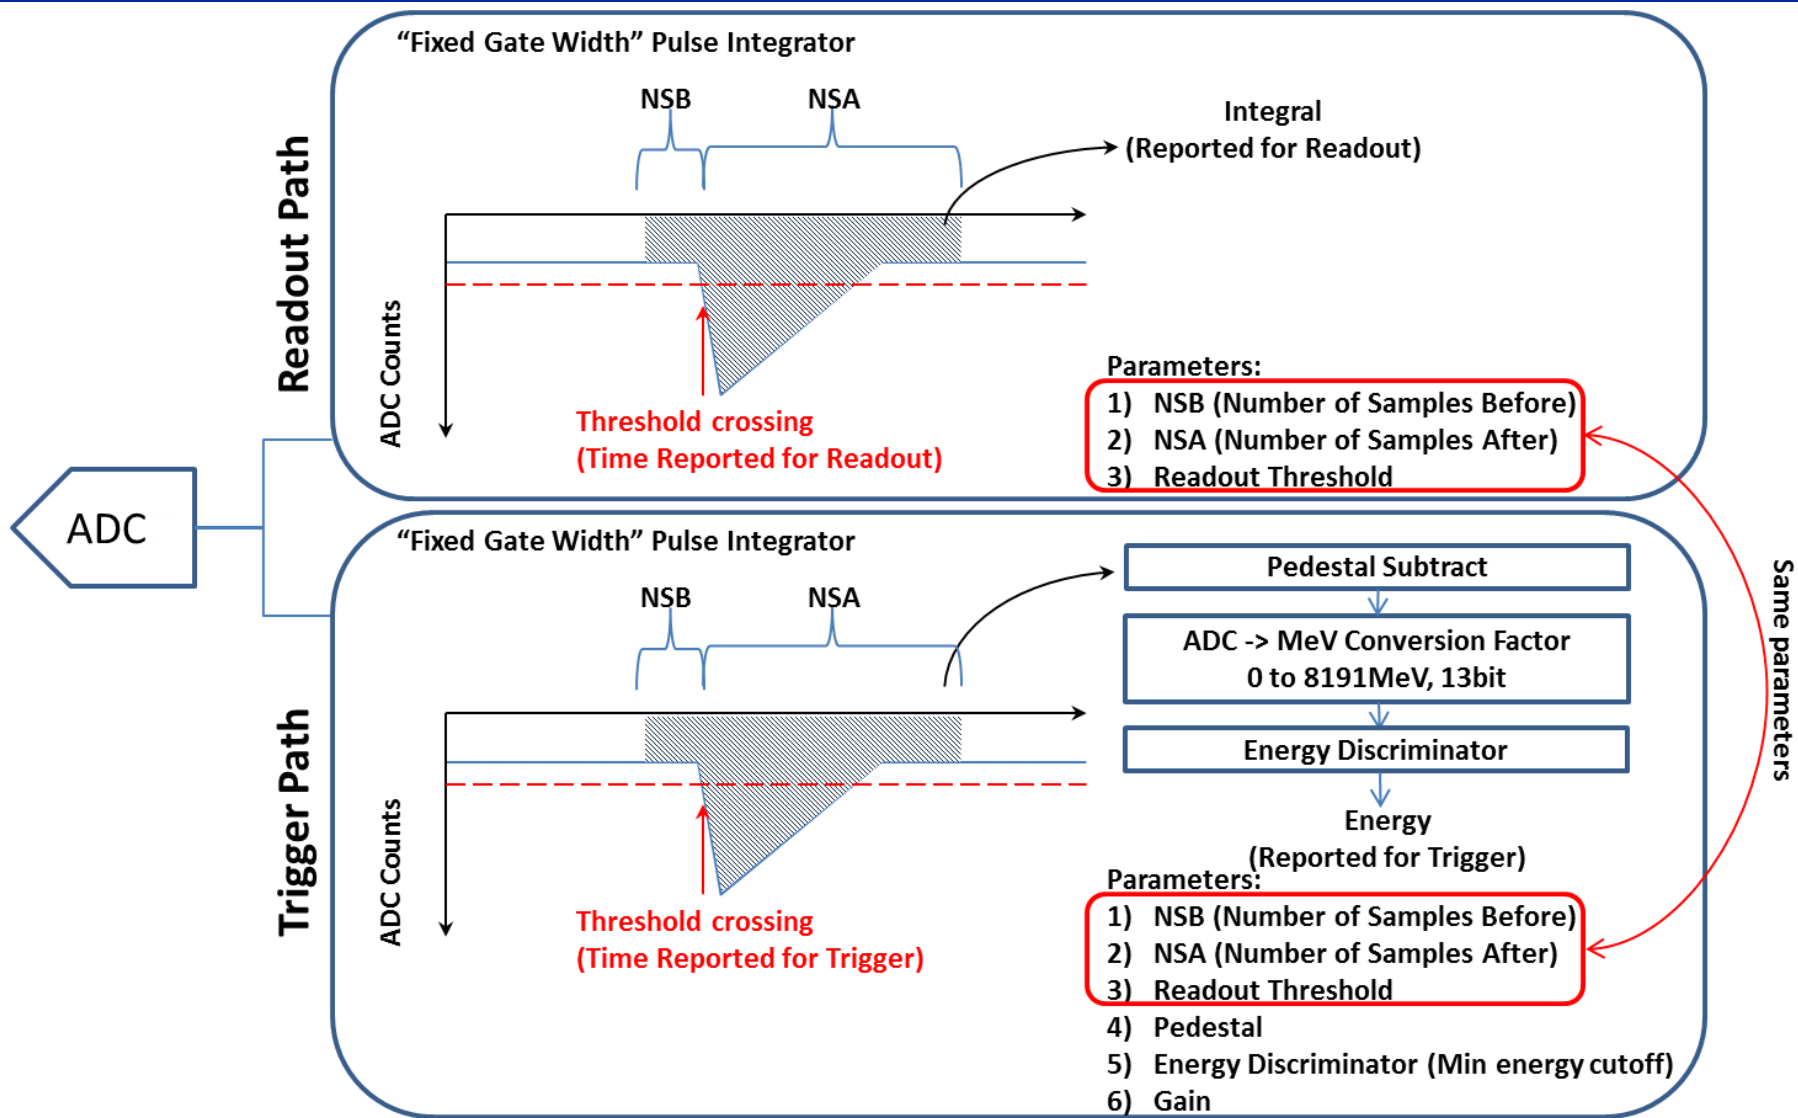 “Fixed Gate Width” Pulse Integrator
NSB
NSA
Integral
(Reported for Readout)
Readout Path
ADC Counts
Threshold crossing
(Time Reported for Readout)
Parameters:
1) NSB (Number of Samples Before)
2) NSA (Number of Samples After)
3) Readout Threshold
ADC
“Fixed Gate Width” Pulse Integrator
NSB
NSA
Pedestal Subtract
ADC -> MeV Conversion Factor
0 to 8191MeV, 13bit
Energy Discriminator
Energy
(Reported for Trigger)
Same parameters
Trigger Path
ADC Counts
Threshold crossing
(Time Reported for Trigger)
Parameters:
1) NSB (Number of Samples Before)
2) NSA (Number of Samples After)
3) Readout Threshold
4) Pedestal
5) Energy Discriminator (Min energy cutoff)
6) Gain